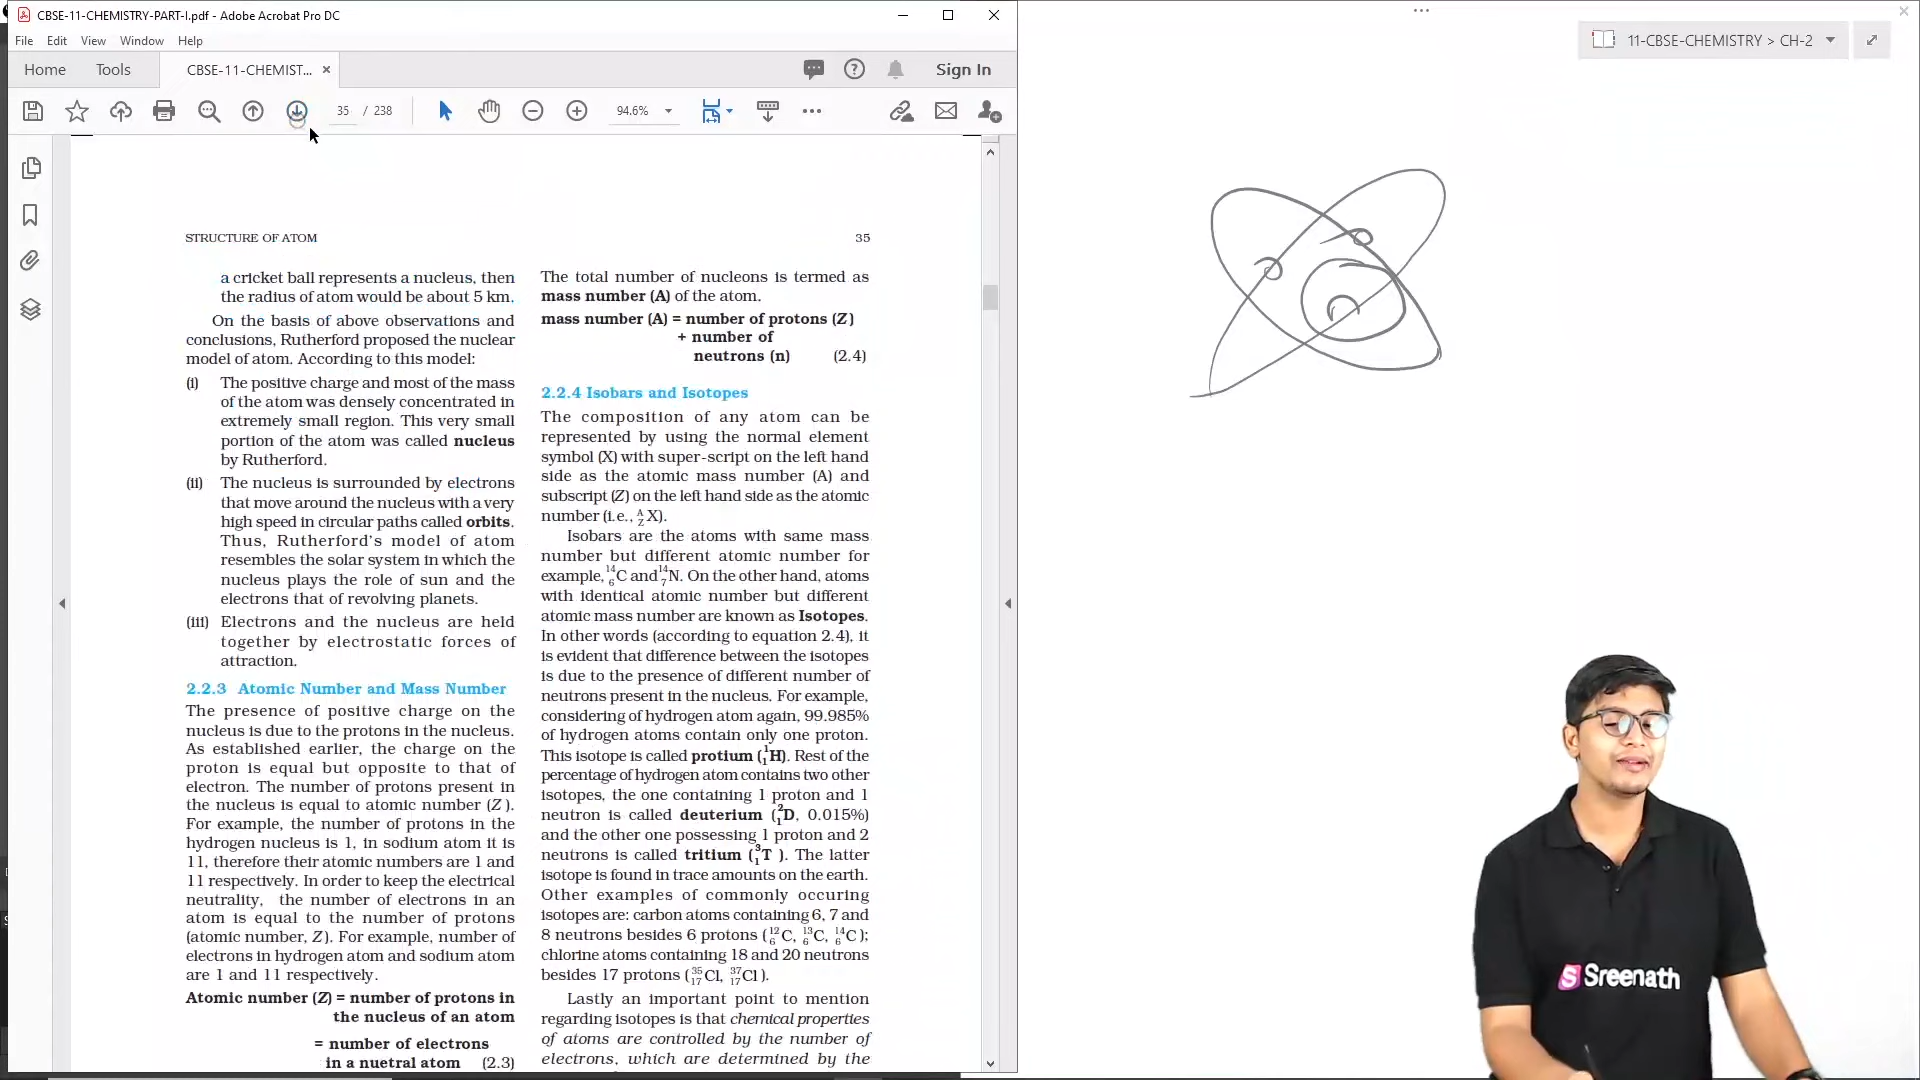 CBSE-11-CHEMISTRY-PART-I.pdf - Adobe Acrobat Pro DC
File Edit View Window Help
Home Tools CBSE-11-CHEMIST... × Sign In
35 / 238 94.6%
11-CBSE-CHEMISTRY > CH-2
STRUCTURE OF ATOM 35
a cricket ball represents a nucleus, then
the radius of atom would be about 5 km.
On the basis of above observations and
conclusions, Rutherford proposed the nuclear
model of atom. According to this model:
(i) The positive charge and most of the mass
of the atom was densely concentrated in
extremely small region. This very small
portion of the atom was called nucleus
by Rutherford.
(ii) The nucleus is surrounded by electrons
that move around the nucleus with a very
high speed in circular paths called orbits.
Thus, Rutherford's model of atom
resembles the solar system in which the
nucleus plays the role of sun and the
electrons that of revolving planets.
(iii) Electrons and the nucleus are held
together by electrostatic forces of
attraction.
2.2.3 Atomic Number and Mass Number
The presence of positive charge on the
nucleus is due to the protons in the nucleus.
As established earlier, the charge on the
proton is equal but opposite to that of
electron. The number of protons present in
the nucleus is equal to atomic number (Z ).
For example, the number of protons in the
hydrogen nucleus is 1, in sodium atom it is
11, therefore their atomic numbers are 1 and
11 respectively. In order to keep the electrical
neutrality, the number of electrons in an
atom is equal to the number of protons
(atomic number, Z ). For example, number of
electrons in hydrogen atom and sodium atom
are 1 and 11 respectively.
Atomic number (Z) = number of protons in
the nucleus of an atom
= number of electrons
in a nuetral atom (2.3)
The total number of nucleons is termed as
mass number (A) of the atom.
mass number (A) = number of protons (Z )
+ number of
neutrons (n) (2.4)
2.2.4 Isobars and Isotopes
The composition of any atom can be
represented by using the normal element
symbol (X) with super-script on the left hand
side as the atomic mass number (A) and
subscript (Z) on the left hand side as the atomic
number (i.e., ᴬ_Z X).
Isobars are the atoms with same mass
number but different atomic number for
example, ¹⁴₆C and ¹⁴₇N. On the other hand, atoms
with identical atomic number but different
atomic mass number are known as Isotopes.
In other words (according to equation 2.4), it
is evident that difference between the isotopes
is due to the presence of different number of
neutrons present in the nucleus. For example,
considering of hydrogen atom again, 99.985%
of hydrogen atoms contain only one proton.
This isotope is called protium (¹₁H). Rest of the
percentage of hydrogen atom contains two other
isotopes, the one containing 1 proton and 1
neutron is called deuterium (²₁D, 0.015%)
and the other one possessing 1 proton and 2
neutrons is called tritium (³₁T ). The latter
isotope is found in trace amounts on the earth.
Other examples of commonly occuring
isotopes are: carbon atoms containing 6, 7 and
8 neutrons besides 6 protons (¹²₆C, ¹³₆C, ¹⁴₆C);
chlorine atoms containing 18 and 20 neutrons
besides 17 protons (³⁵₁₇Cl, ³⁷₁₇Cl).
Lastly an important point to mention
regarding isotopes is that chemical properties
of atoms are controlled by the number of
electrons, which are determined by the
S Sreenath